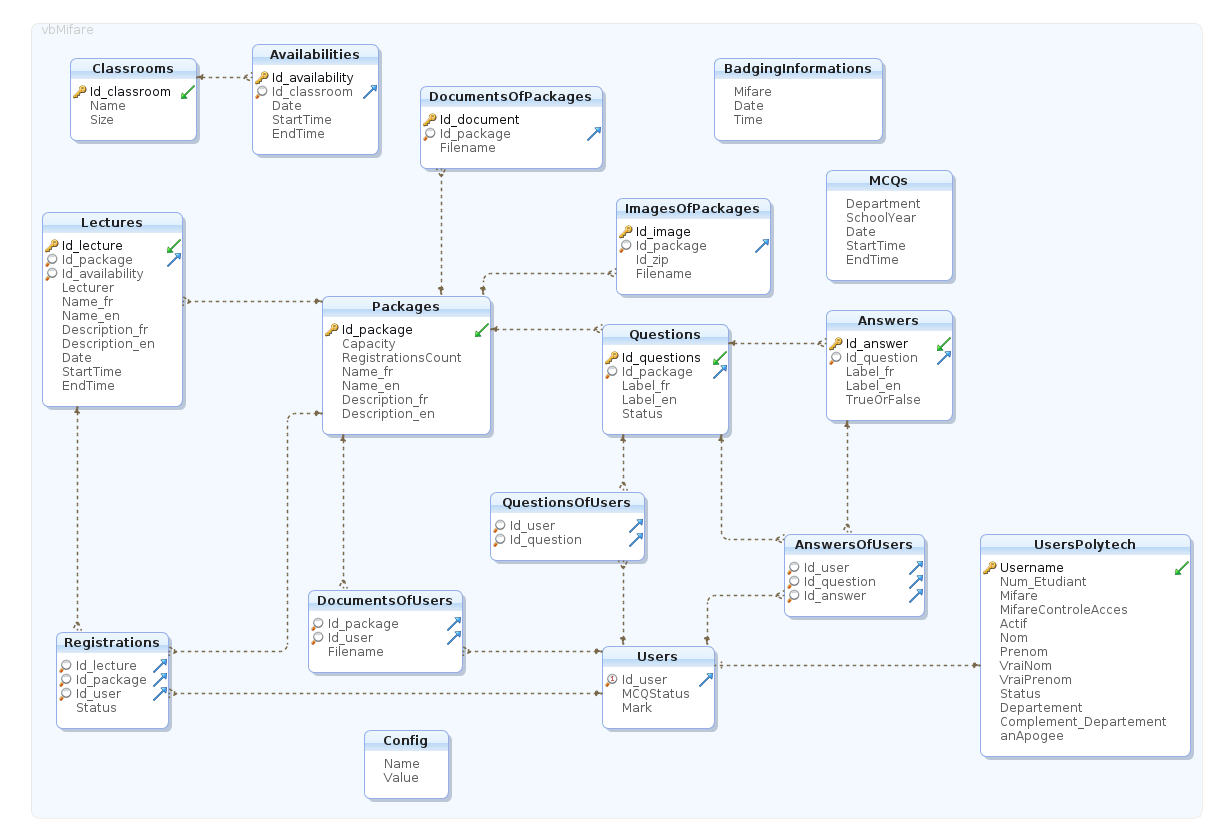 vbMifare
Classrooms
Id_classroom
Name
Size
Availabilities
Id_availability
Id_classroom
Date
StartTime
EndTime
DocumentsOfPackages
Id_document
Id_package
Filename
BadgingInformations
Mifare
Date
Time
MCQs
Department
SchoolYear
Date
StartTime
EndTime
Lectures
Id_lecture
Id_package
Id_availability
Lecturer
Name_fr
Name_en
Description_fr
Description_en
Date
StartTime
EndTime
ImagesOfPackages
Id_image
Id_package
Id_zip
Filename
Packages
Id_package
Capacity
RegistrationsCount
Name_fr
Name_en
Description_fr
Description_en
Questions
Id_questions
Id_package
Label_fr
Label_en
Status
Answers
Id_answer
Id_question
Label_fr
Label_en
TrueOrFalse
QuestionsOfUsers
Id_user
Id_question
AnswersOfUsers
Id_user
Id_question
Id_answer
UsersPolytech
Username
Num_Etudiant
Mifare
MifareControleAcces
Actif
Nom
Prenom
VraiNom
VraiPrenom
Status
Departement
Complement_Departement
anApogee
DocumentsOfUsers
Id_package
Id_user
Filename
Registrations
Id_lecture
Id_package
Id_user
Status
Users
Id_user
MCQStatus
Mark
Config
Name
Value